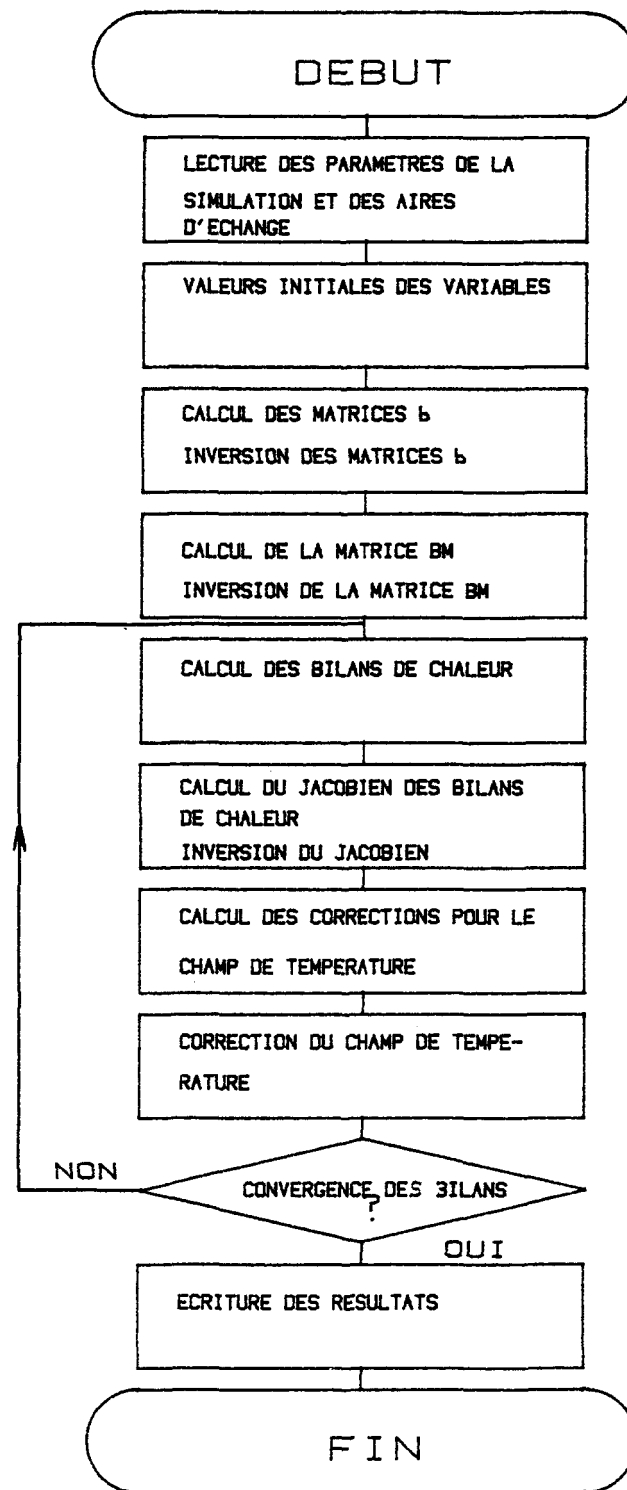 DEBUT
LECTURE DES PARAMETRES DE LA
SIMULATION ET DES AIRES
D'ECHANGE
VALEURS INITIALES DES VARIABLES
CALCUL DES MATRICES b
INVERSION DES MATRICES b
CALCUL DE LA MATRICE BM
INVERSION DE LA MATRICE BM
CALCUL DES BILANS DE CHALEUR
CALCUL DU JACOBIEN DES BILANS
DE CHALEUR
INVERSION DU JACOBIEN
CALCUL DES CORRECTIONS POUR LE
CHAMP DE TEMPERATURE
CORRECTION DU CHAMP DE TEMPE-
RATURE
NON
CONVERGENCE DES BILANS
?
OUI
ECRITURE DES RESULTATS
FIN